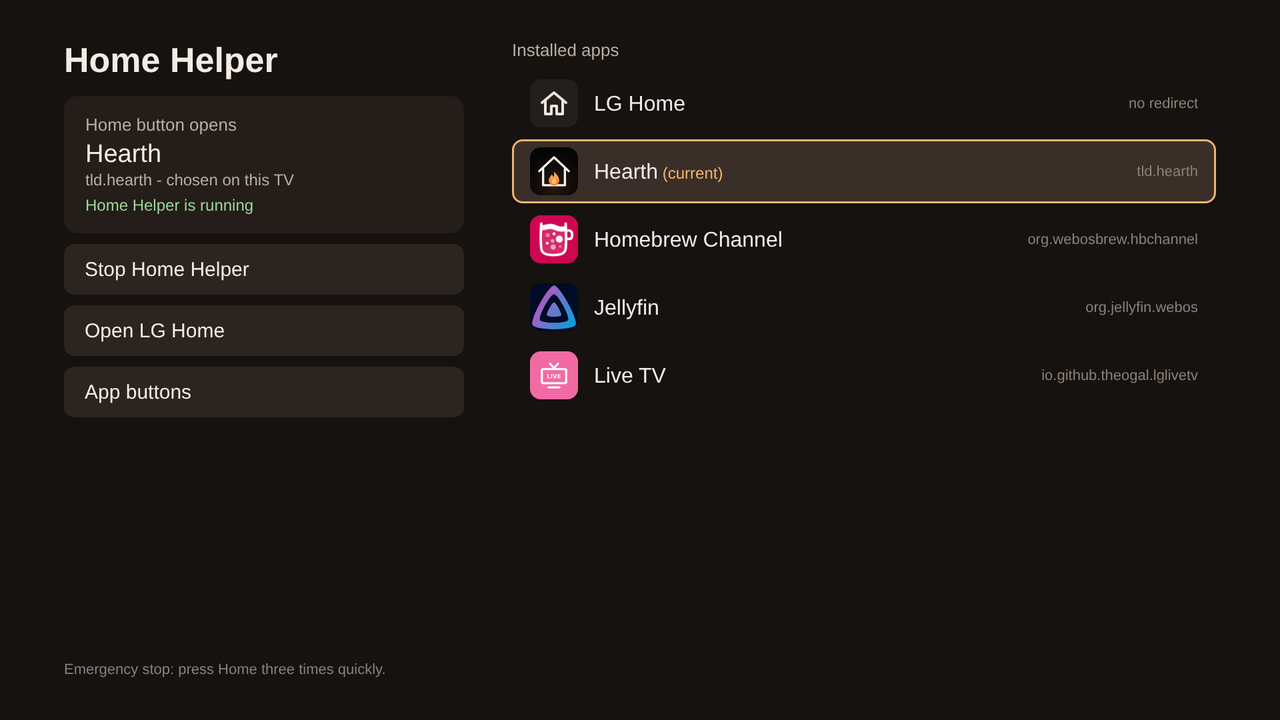 Home Helper
Home button opens
Hearth
tld.hearth - chosen on this TV
Home Helper is running
Stop Home Helper
Open LG Home
App buttons
Installed apps
LG Home no redirect
Hearth (current) tld.hearth
Homebrew Channel org.webosbrew.hbchannel
Jellyfin org.jellyfin.webos
LIVE
Live TV io.github.theogal.lglivetv
Emergency stop: press Home three times quickly.